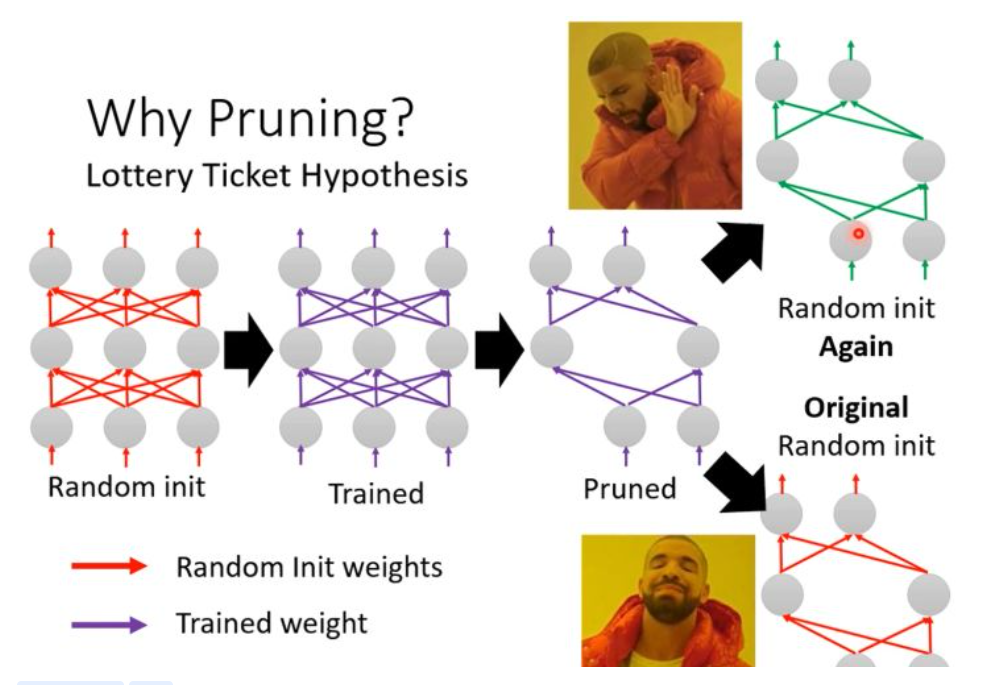 Why Pruning?
Lottery Ticket Hypothesis
Random init
Trained
Pruned
Random init
Again
Original
Random init
Random Init weights
Trained weight